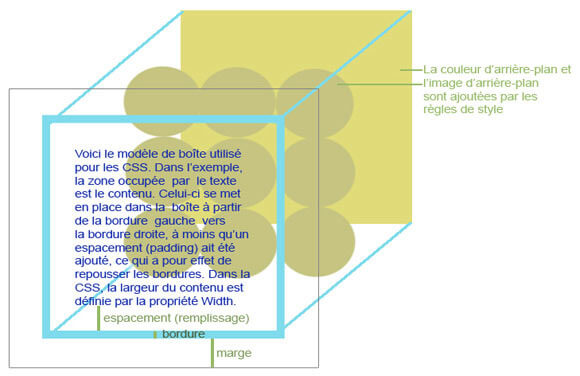 La couleur d'arrière-plan et
l'image d'arrière-plan
sont ajoutées par les
règles de style
Voici le modèle de boîte utilisé
pour les CSS. Dans l'exemple,
la zone occupée par le texte
est le contenu. Celui-ci se met
en place dans la boîte à partir
de la bordure gauche vers
la bordure droite, à moins qu'un
espacement (padding) ait été
ajouté, ce qui a pour effet de
repousser les bordures. Dans la
CSS, la largeur du contenu est
définie par la propriété Width.
espacement (remplissage)
bordure
marge